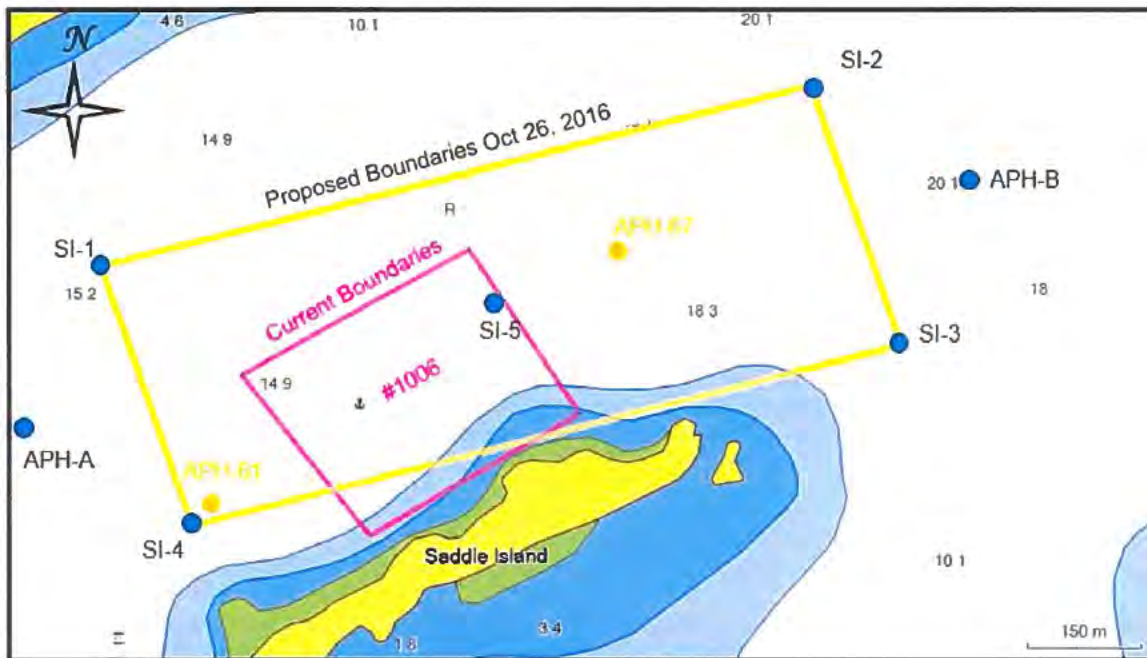 4 6
10.1
20 1
N
SI-2
14 9
Proposed Boundaries Oct 26, 2016
20 1
APH-B
R
APH-67
SI-1
Current Boundaries
15 2
SI-5
18 3
18
SI-3
14 9
#1006
APH-A
APH-61
SI-4
Saddle Island
10 1
3 4
1 8
150 m